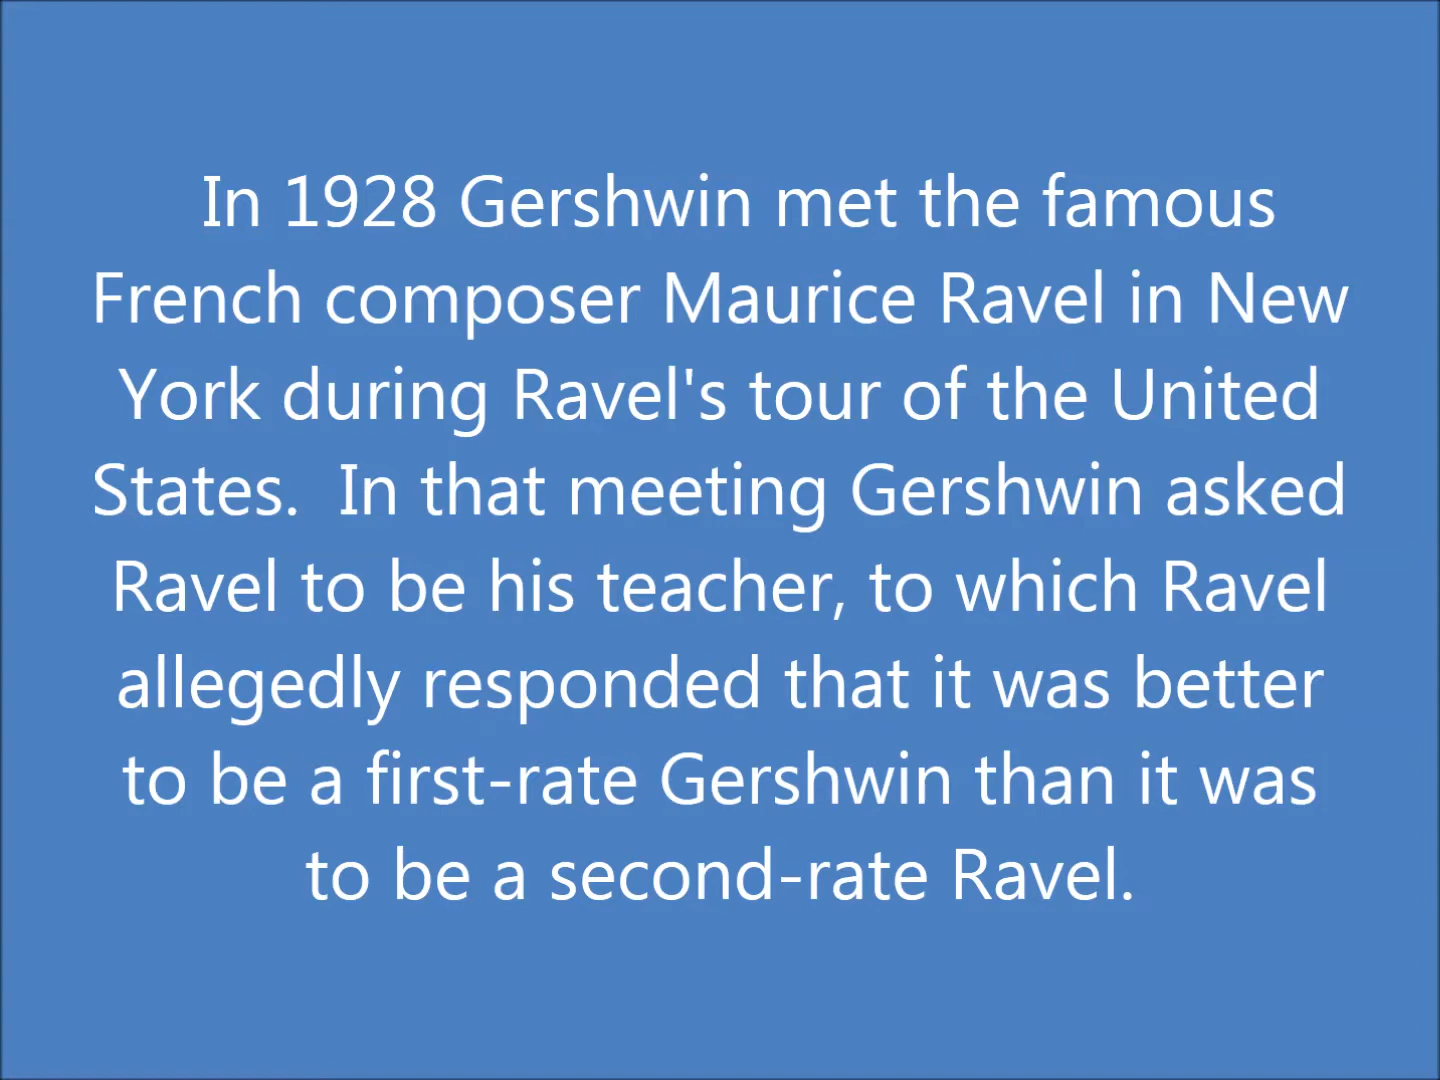 In 1928 Gershwin met the famous
French composer Maurice Ravel in New
York during Ravel's tour of the United
States.  In that meeting Gershwin asked
Ravel to be his teacher, to which Ravel
allegedly responded that it was better
to be a first-rate Gershwin than it was
to be a second-rate Ravel.